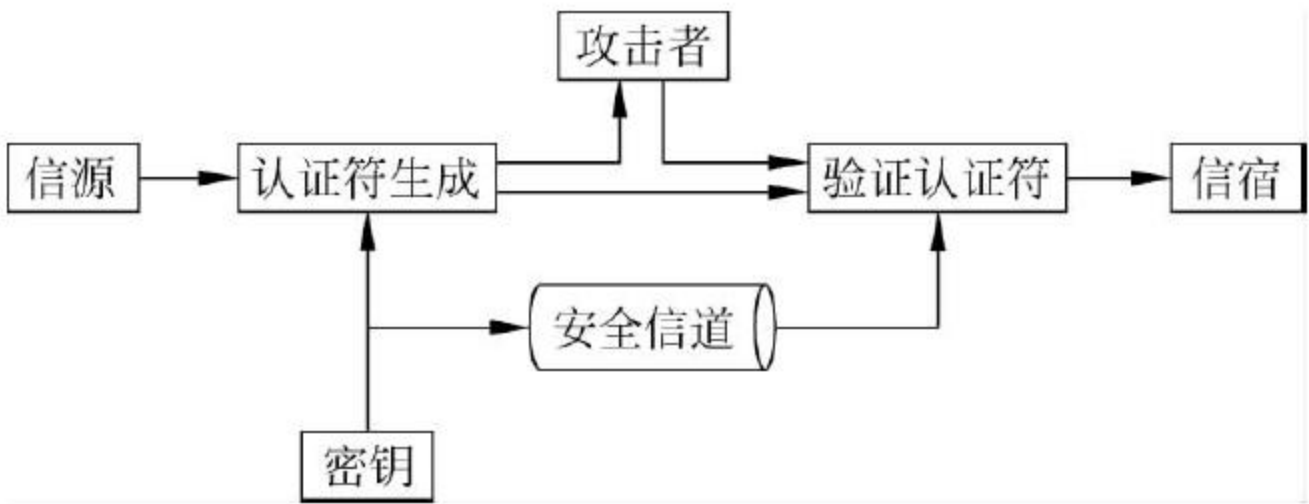 攻击者
信源
认证符生成
验证认证符
信宿
安全信道
密钥